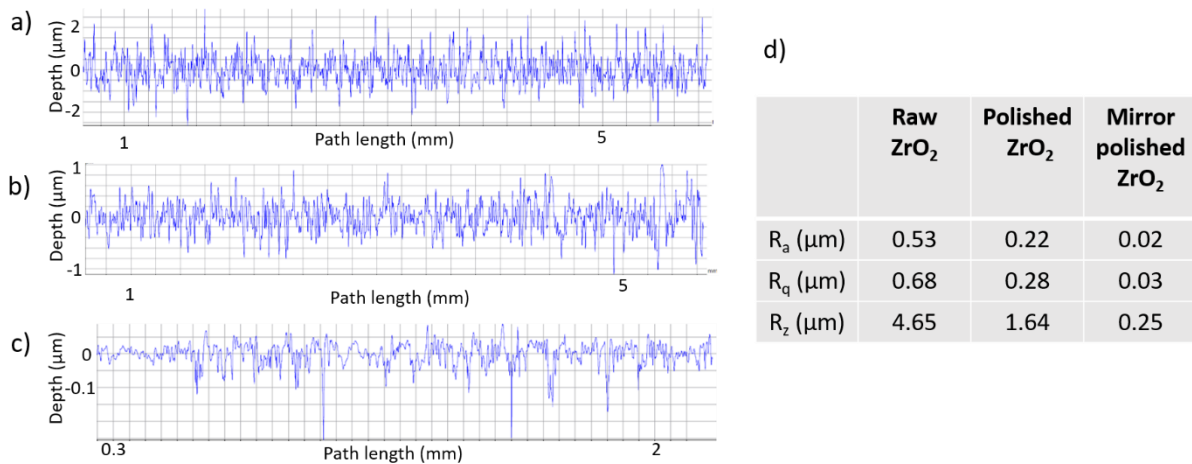 a)
Depth (µm)
2
0
-2
1
Path length (mm)
5
b)
Depth (µm)
1
0
-1
1
Path length (mm)
5
c)
Depth (µm)
0
-0.1
0.3
Path length (mm)
2
d)
Raw ZrO₂ Polished ZrO₂ Mirror polished ZrO₂
Rₐ (µm) 0.53 0.22 0.02
R_q (µm) 0.68 0.28 0.03
R_z (µm) 4.65 1.64 0.25